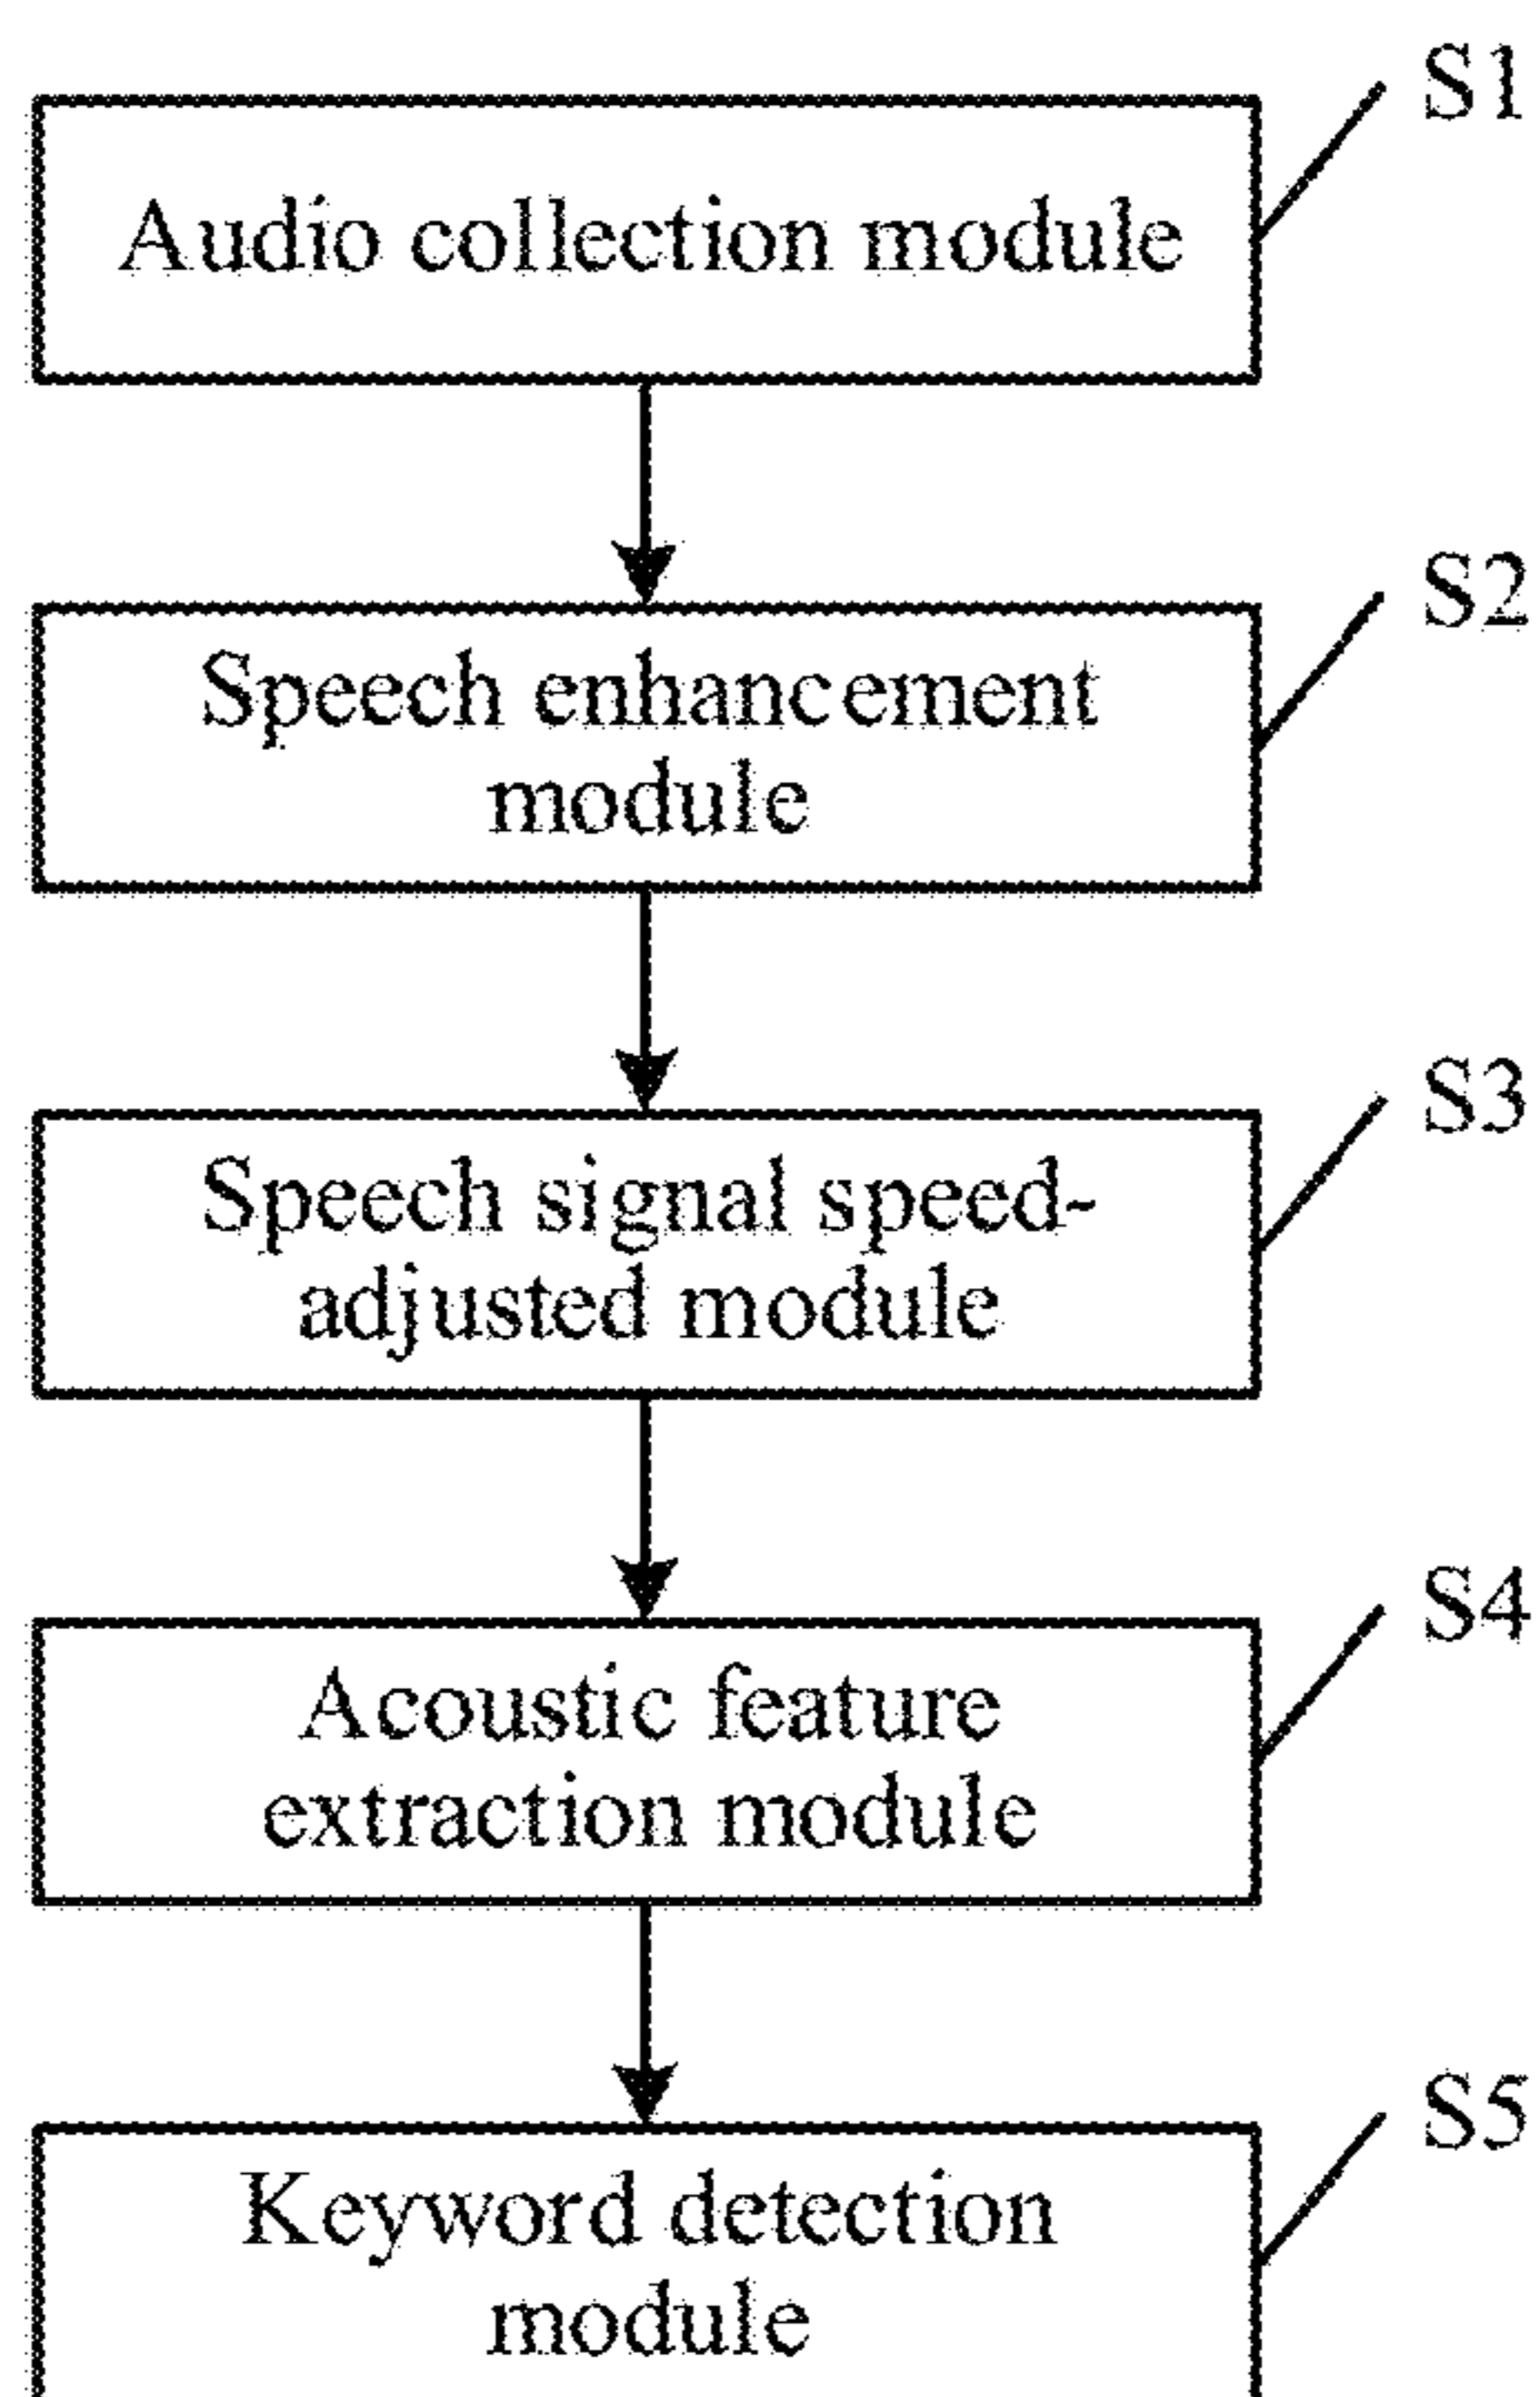 S1
Audio collection module
S2
Speech enhancement
module
S3
Speech signal speed-
adjusted module
S4
Acoustic feature
extraction module
S5
Keyword detection
module